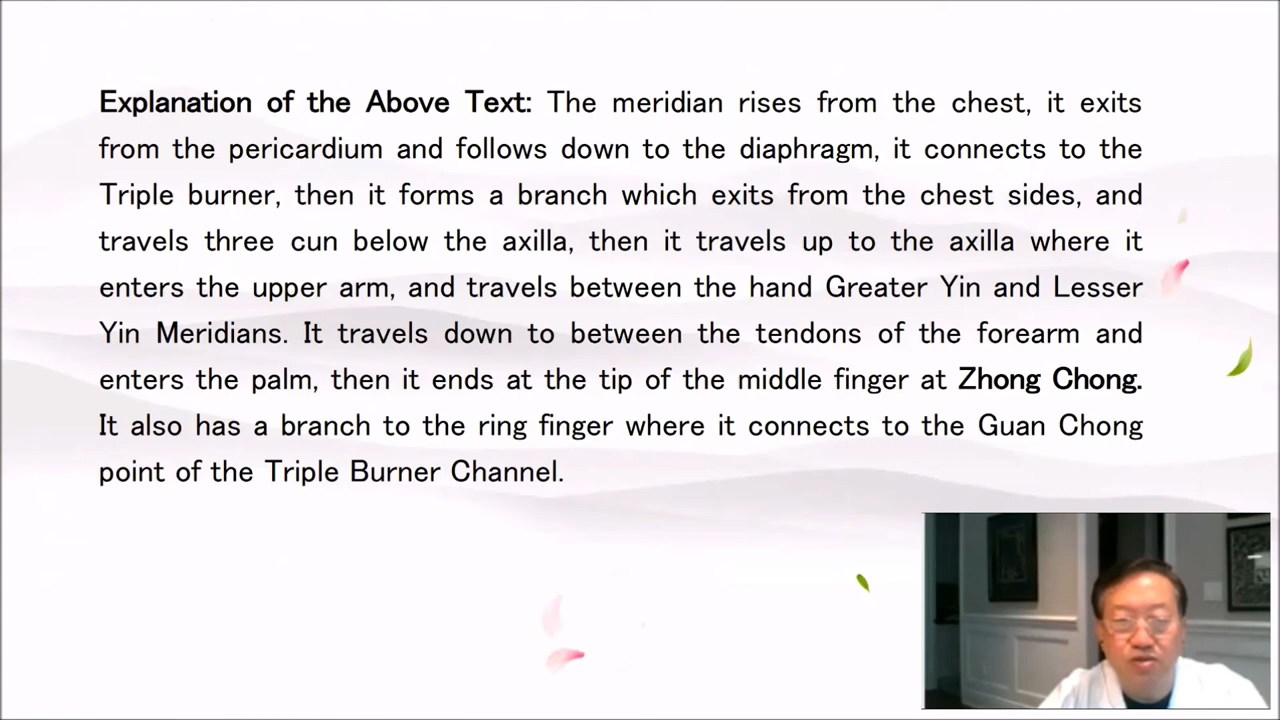 Explanation of the Above Text: The meridian rises from the chest, it exits
from the pericardium and follows down to the diaphragm, it connects to the
Triple burner, then it forms a branch which exits from the chest sides, and
travels three cun below the axilla, then it travels up to the axilla where it
enters the upper arm, and travels between the hand Greater Yin and Lesser
Yin Meridians. It travels down to between the tendons of the forearm and
enters the palm, then it ends at the tip of the middle finger at Zhong Chong.
It also has a branch to the ring finger where it connects to the Guan Chong
point of the Triple Burner Channel.